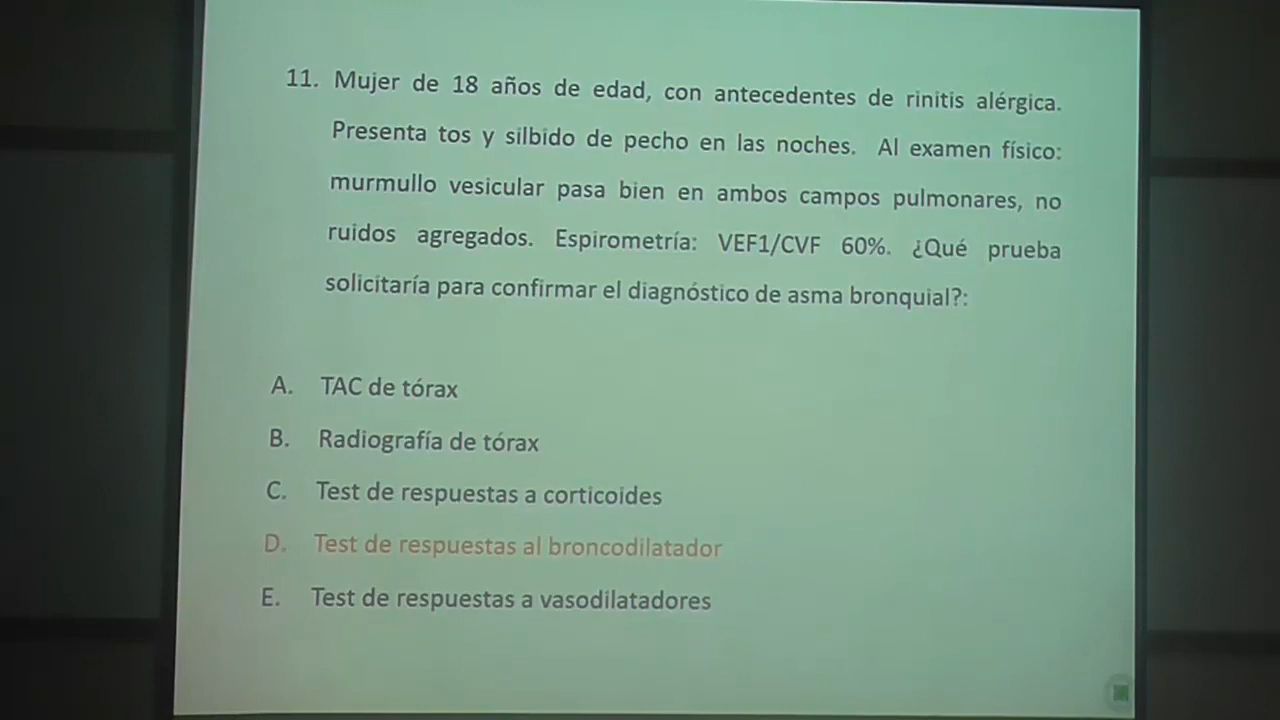 11. Mujer de 18 años de edad, con antecedentes de rinitis alérgica.
Presenta tos y silbido de pecho en las noches. Al examen físico:
murmullo vesicular pasa bien en ambos campos pulmonares, no
ruidos agregados. Espirometría: VEF1/CVF 60%. ¿Qué prueba
solicitaría para confirmar el diagnóstico de asma bronquial?:
A. TAC de tórax
B. Radiografía de tórax
C. Test de respuestas a corticoides
D. Test de respuestas al broncodilatador
E. Test de respuestas a vasodilatadores